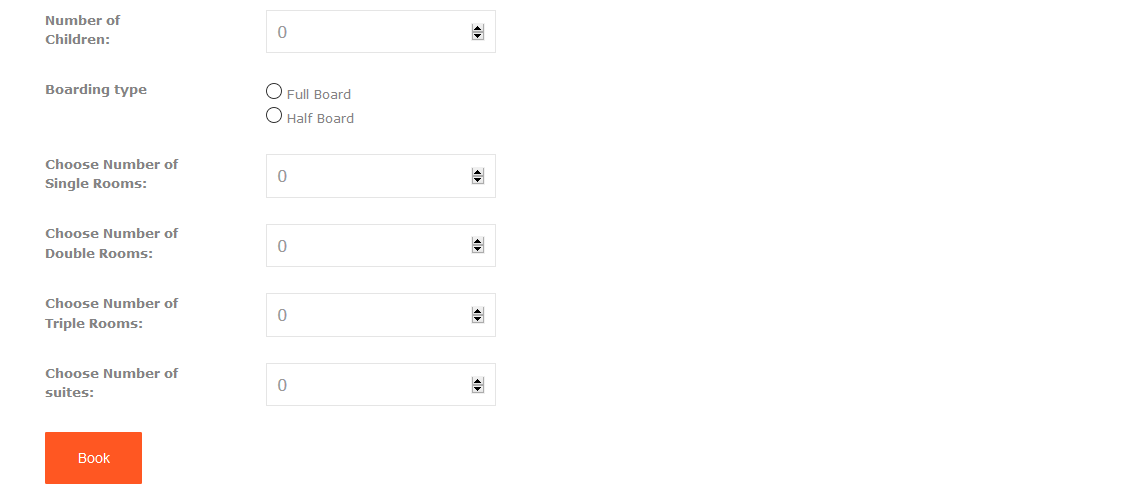 Number of
Children:
0
Boarding type
Full Board
Half Board
Choose Number of
Single Rooms:
0
Choose Number of
Double Rooms:
0
Choose Number of
Triple Rooms:
0
Choose Number of
suites:
0
Book